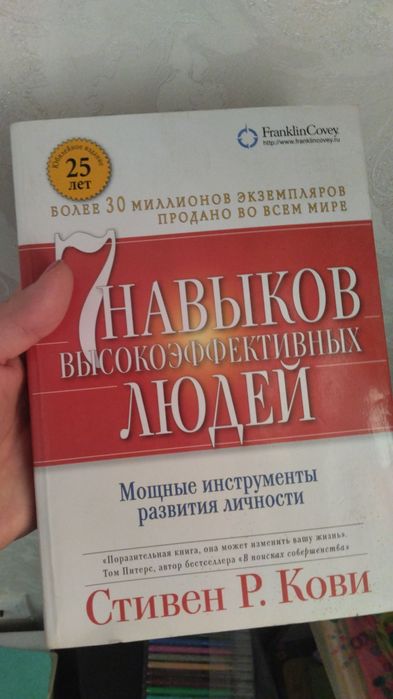 Юбилейное издание
25
лет
FranklinCovey
http://www.franklincovey.ru
БОЛЕЕ 30 МИЛЛИОНОВ ЭКЗЕМПЛЯРОВ
ПРОДАНО ВО ВСЕМ МИРЕ
7 НАВЫКОВ
ВЫСОКОЭФФЕКТИВНЫХ
ЛЮДЕЙ
Мощные инструменты
развития личности
«Поразительная книга, она может изменить вашу жизнь».
Том Питерс, автор бестселлера «В поисках совершенства»
Стивен Р. Кови